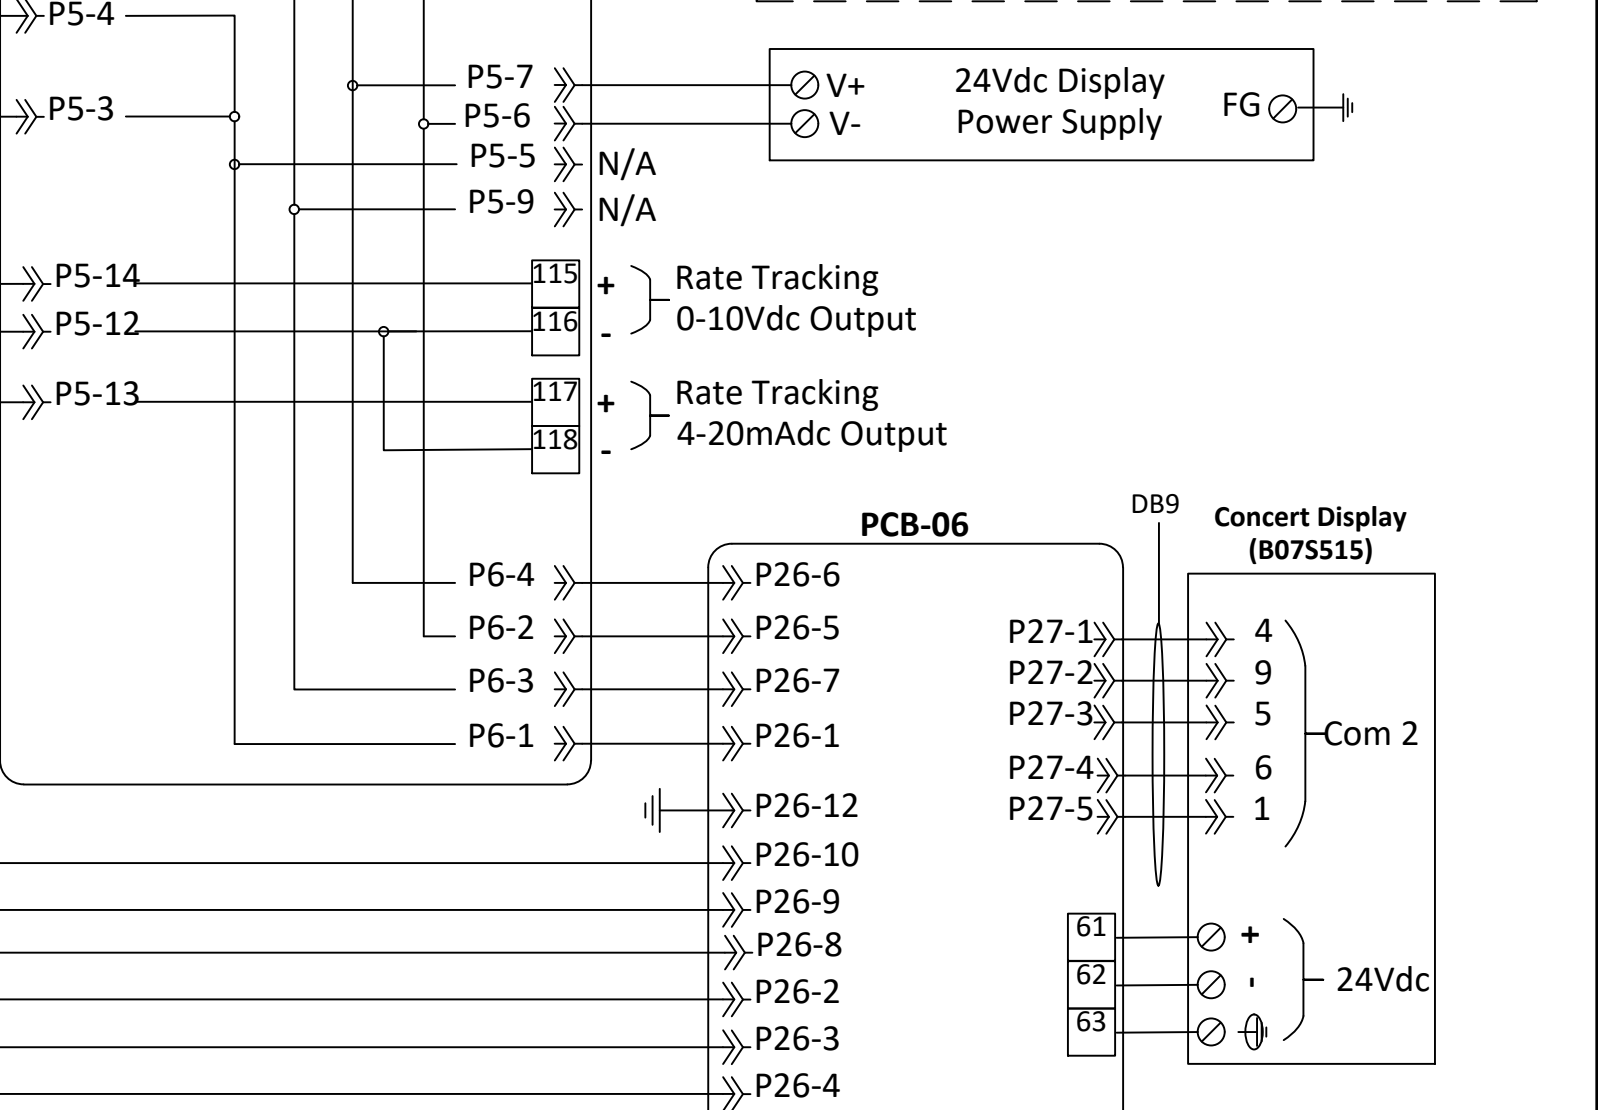 P5-4
P5-3
P5-14
P5-12
P5-13
P5-7
P5-6
P5-5
P5-9
N/A
N/A
V+
V-
24Vdc Display
Power Supply
FG
115
116
+
-
Rate Tracking
0-10Vdc Output
117
118
+
-
Rate Tracking
4-20mAdc Output
P6-4
P6-2
P6-3
P6-1
PCB-06
P26-6
P26-5
P26-7
P26-1
P26-12
P26-10
P26-9
P26-8
P26-2
P26-3
P26-4
P27-1
P27-2
P27-3
P27-4
P27-5
DB9
Concert Display
(B07S515)
4
9
5
6
1
Com 2
61
62
63
+
-
24Vdc